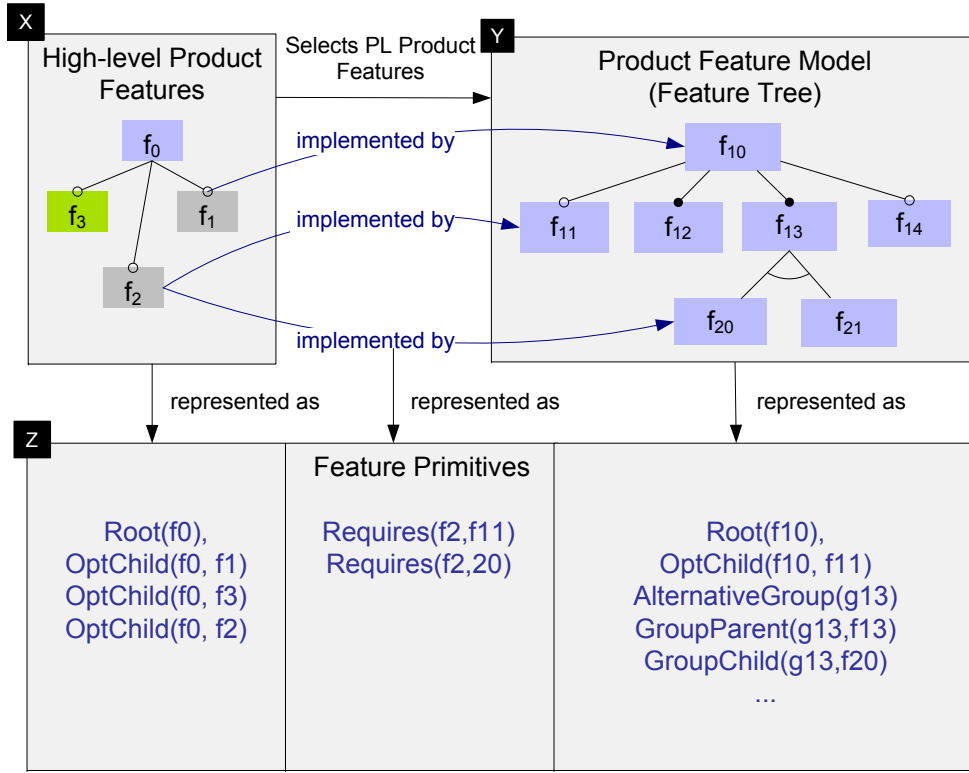 X
High-level Product
Features
f0
f3
f1
f2
Selects PL Product
Features
implemented by
implemented by
implemented by
Y
Product Feature Model
(Feature Tree)
f10
f11
f12
f13
f14
f20
f21
represented as
represented as
represented as
Z
Feature Primitives
Root(f0),
OptChild(f0, f1)
OptChild(f0, f3)
OptChild(f0, f2)
Requires(f2,f11)
Requires(f2,20)
Root(f10),
OptChild(f10, f11)
AlternativeGroup(g13)
GroupParent(g13,f13)
GroupChild(g13,f20)
...